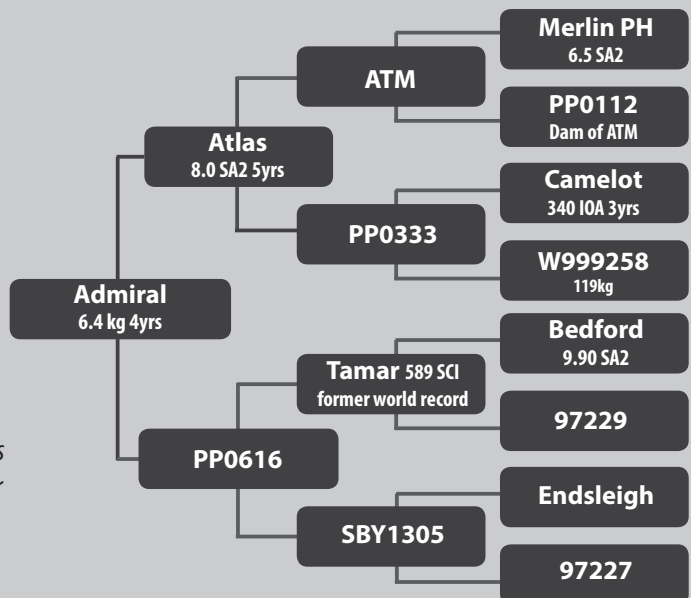 Merlin PH
6.5 SA2
ATM
PP0112
Dam of ATM
Atlas
8.0 SA2 5yrs
Camelot
340 IOA 3yrs
PP0333
W999258
119kg
Admiral
6.4 kg 4yrs
Bedford
9.90 SA2
Tamar 589 SCI
former world record
97229
PP0616
Endsleigh
SBY1305
97227